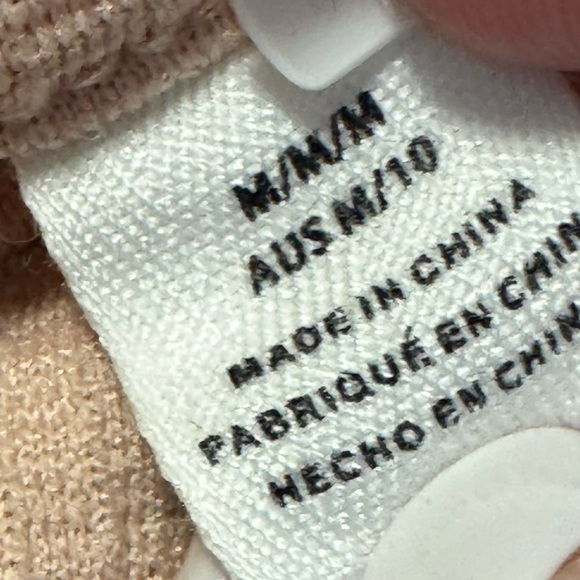 M/M/M
AUS M/10
MADE IN CHINA
FABRIQUÉ EN CHIN
HECHO EN CHIN